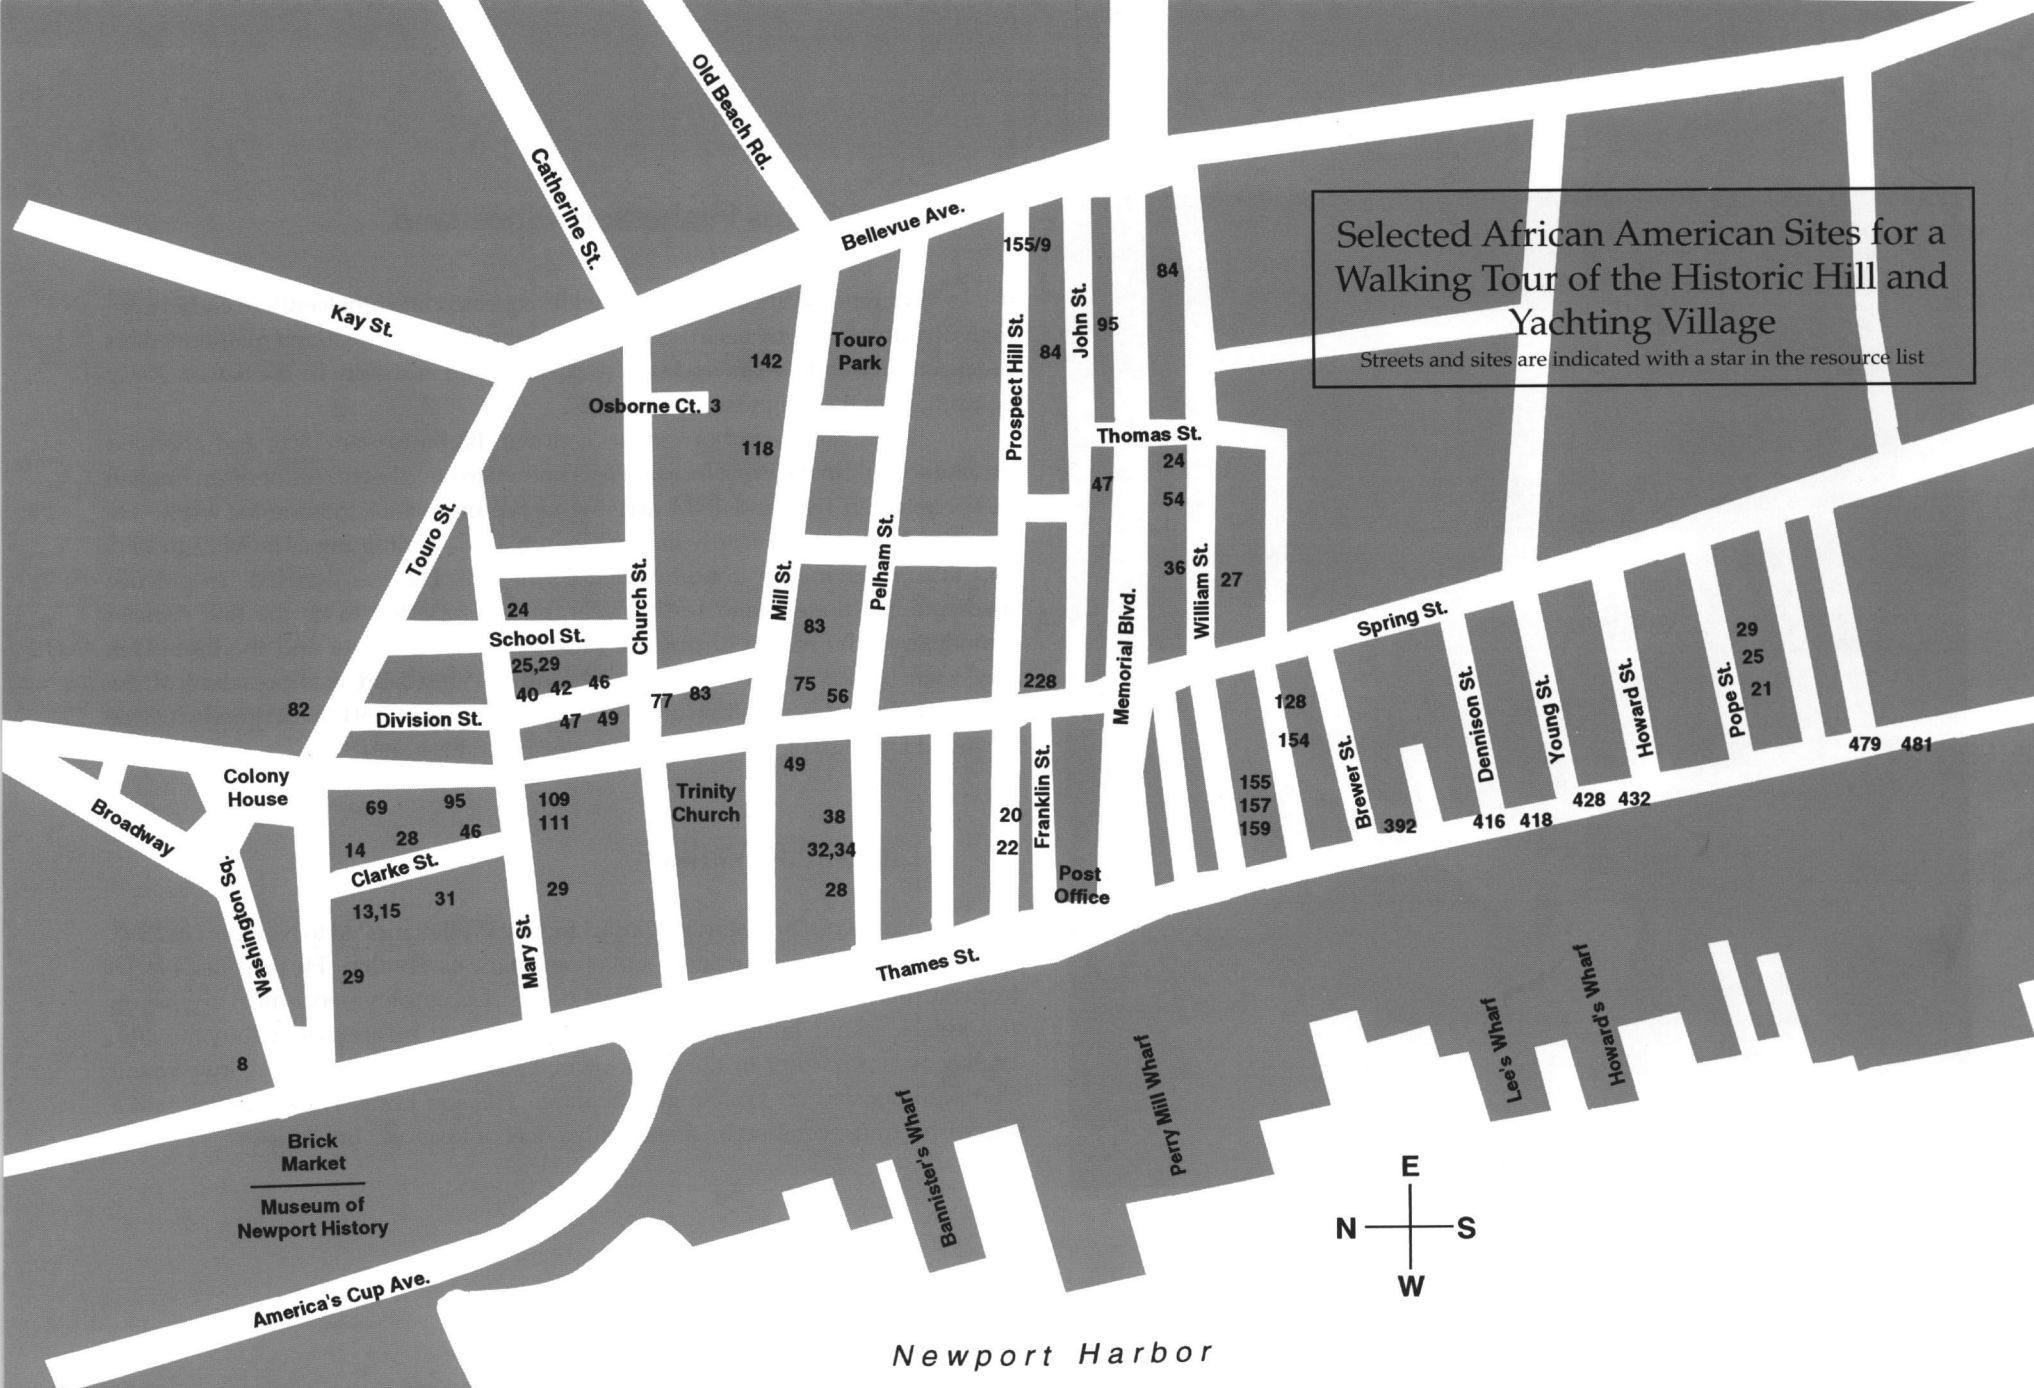 Old Beach Rd.
Catherine St.
Bellevue Ave.
Kay St.
Selected African American Sites for a
Walking Tour of the Historic Hill and
Yachting Village
Streets and sites are indicated with a star in the resource list
155/9
84
John St.
95
Touro
Park
142
Prospect Hill St.
84
Osborne Ct. 3
118
Thomas St.
24
47
54
Touro St.
Church St.
Mill St.
Pelham St.
36
27
William St.
Memorial Blvd.
24
School St.
83
Spring St.
25,29
40
42
46
77
83
75
56
228
82
Division St.
47
49
128
154
Brewer St.
Dennison St.
Young St.
Howard St.
Pope St.
29
25
21
479
481
Colony
House
69
95
109
111
Trinity
Church
49
38
32,34
28
20
22
Franklin St.
155
157
159
392
416
418
428
432
Broadway
14
28
46
Clarke St.
13,15
31
29
29
Mary St.
Washington Sq.
Post
Office
Thames St.
8
Brick
Market
Museum of
Newport History
America's Cup Ave.
Bannister's Wharf
Perry Mill Wharf
Lee's Wharf
Howard's Wharf
E
N
S
W
Newport Harbor